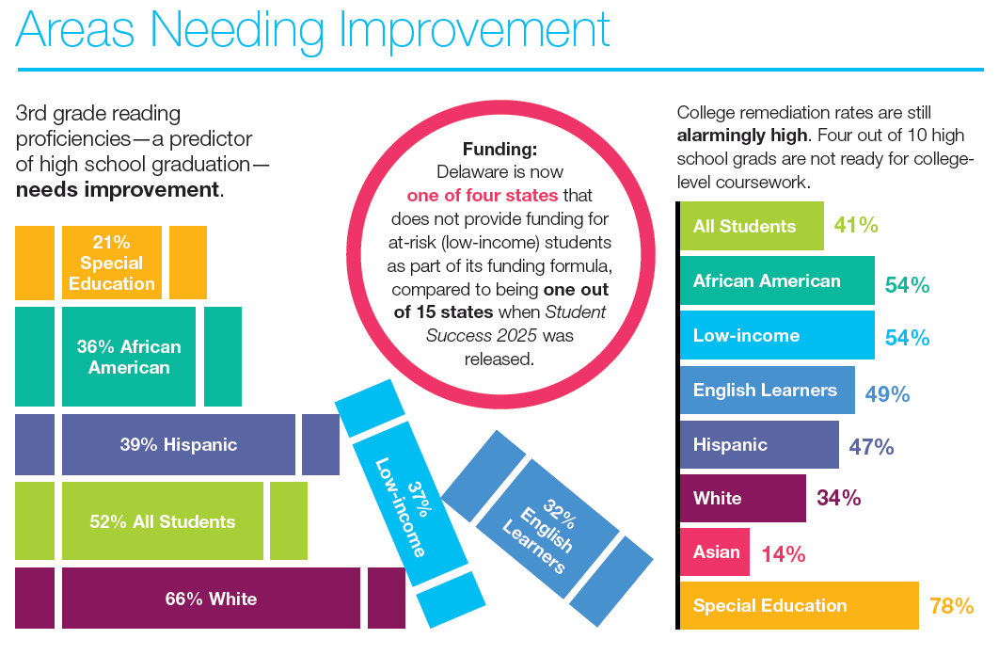 Areas Needing Improvement
3rd grade reading
proficiencies—a predictor
of high school graduation—
needs improvement.
21%
Special
Education
36% African
American
39% Hispanic
52% All Students
66% White
37%
Low-income
32%
English
Learners
Funding:
Delaware is now
one of four states that
does not provide funding for
at-risk (low-income) students
as part of its funding formula,
compared to being one out
of 15 states when Student
Success 2025 was
released.
College remediation rates are still
alarmingly high. Four out of 10 high
school grads are not ready for college-
level coursework.
All Students 41%
African American 54%
Low-income 54%
English Learners 49%
Hispanic 47%
White 34%
Asian 14%
Special Education 78%